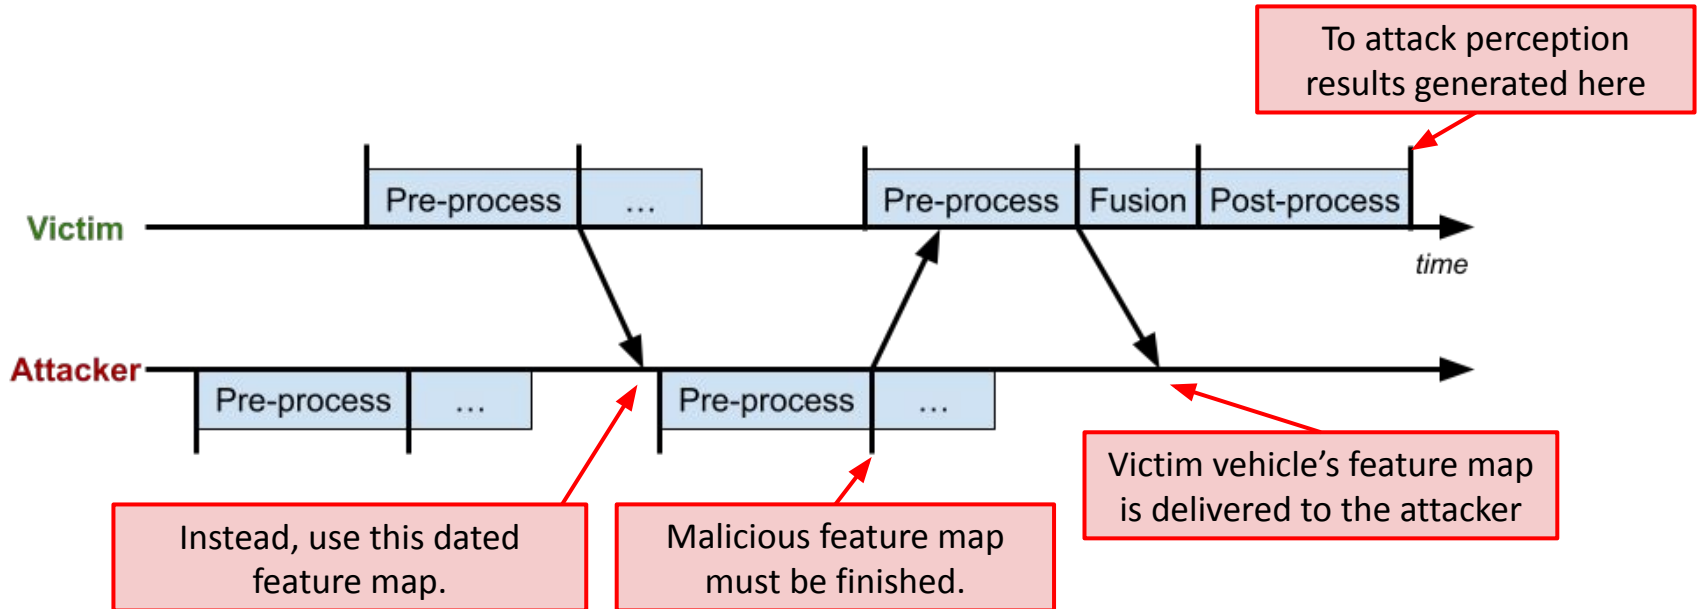 To attack perception
results generated here
Pre-process
...
Pre-process
Fusion
Post-process
Victim
time
Attacker
Pre-process
...
Pre-process
...
Victim vehicle’s feature map
is delivered to the attacker
Instead, use this dated
feature map.
Malicious feature map
must be finished.